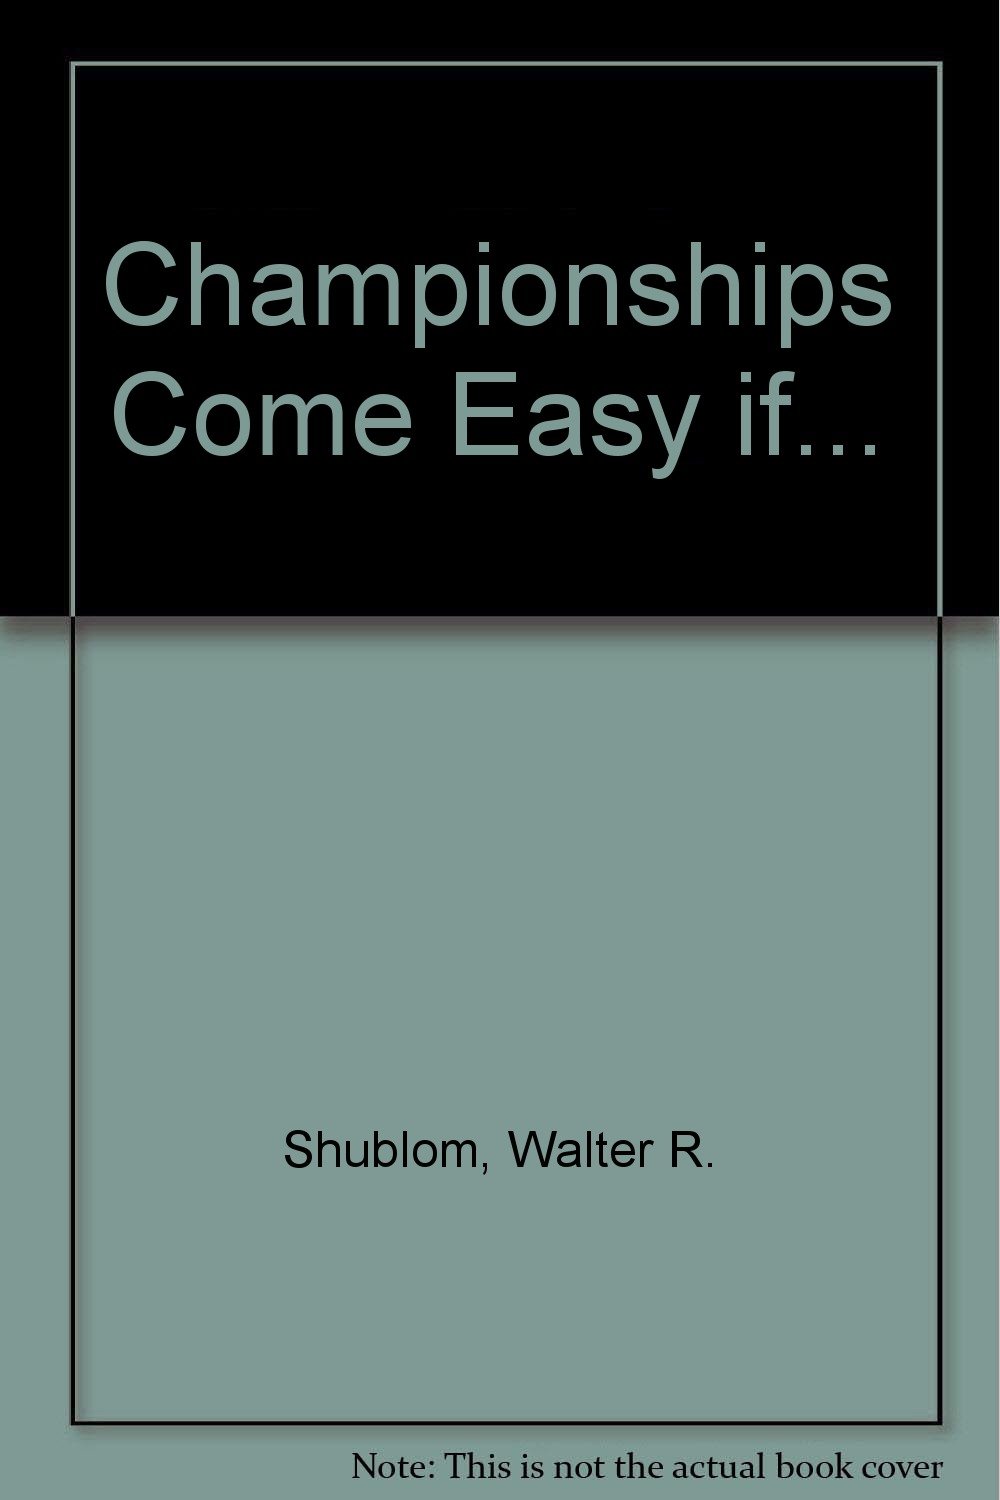 Championships
Come Easy if...
Shublom, Walter R.
Note: This is not the actual book cover